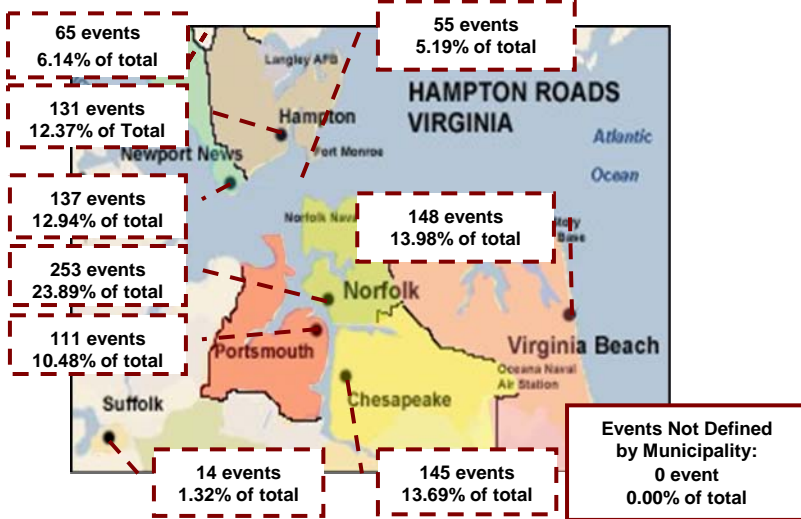 65 events
6.14% of total
55 events
5.19% of total
Langley AFB
HAMPTON ROADS
VIRGINIA
131 events
12.37% of Total
Hampton
Atlantic
Ocean
Newport News
Fort Monroe
137 events
12.94% of total
148 events
13.98% of total
Norfolk Nava
Base
253 events
23.89% of total
Norfolk
111 events
10.48% of total
Portsmouth
Virginia Beach
Oceana Naval
Air Station
Suffolk
Chesapeake
Events Not Defined
by Municipality:
0 event
0.00% of total
14 events
1.32% of total
145 events
13.69% of total